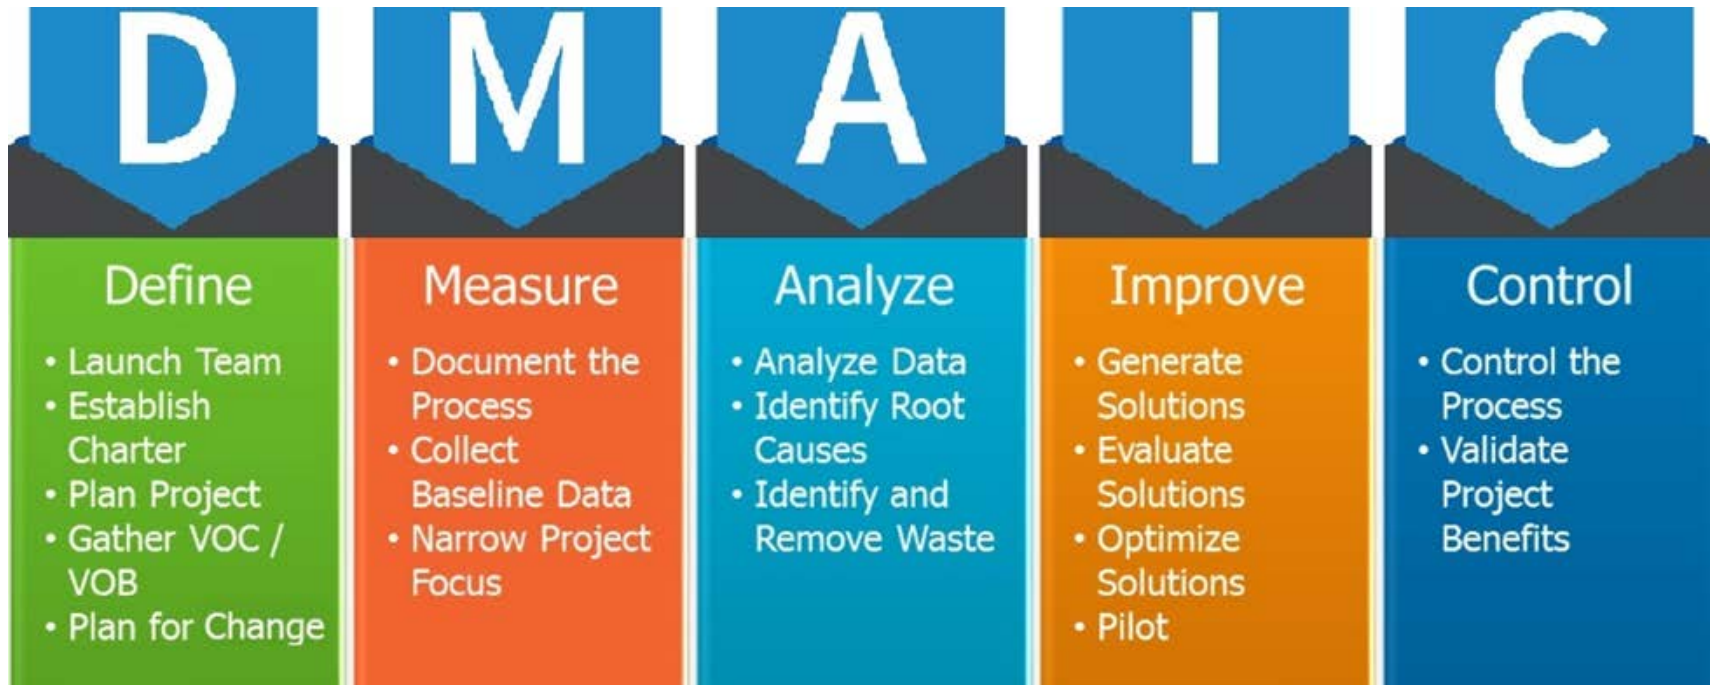 D
Define
• Launch Team
• Establish
Charter
• Plan Project
• Gather VOC /
VOB
• Plan for Change
M
Measure
• Document the
Process
• Collect
Baseline Data
• Narrow Project
Focus
A
Analyze
• Analyze Data
• Identify Root
Causes
• Identify and
Remove Waste
I
Improve
• Generate
Solutions
• Evaluate
Solutions
• Optimize
Solutions
• Pilot
C
Control
• Control the
Process
• Validate
Project
Benefits